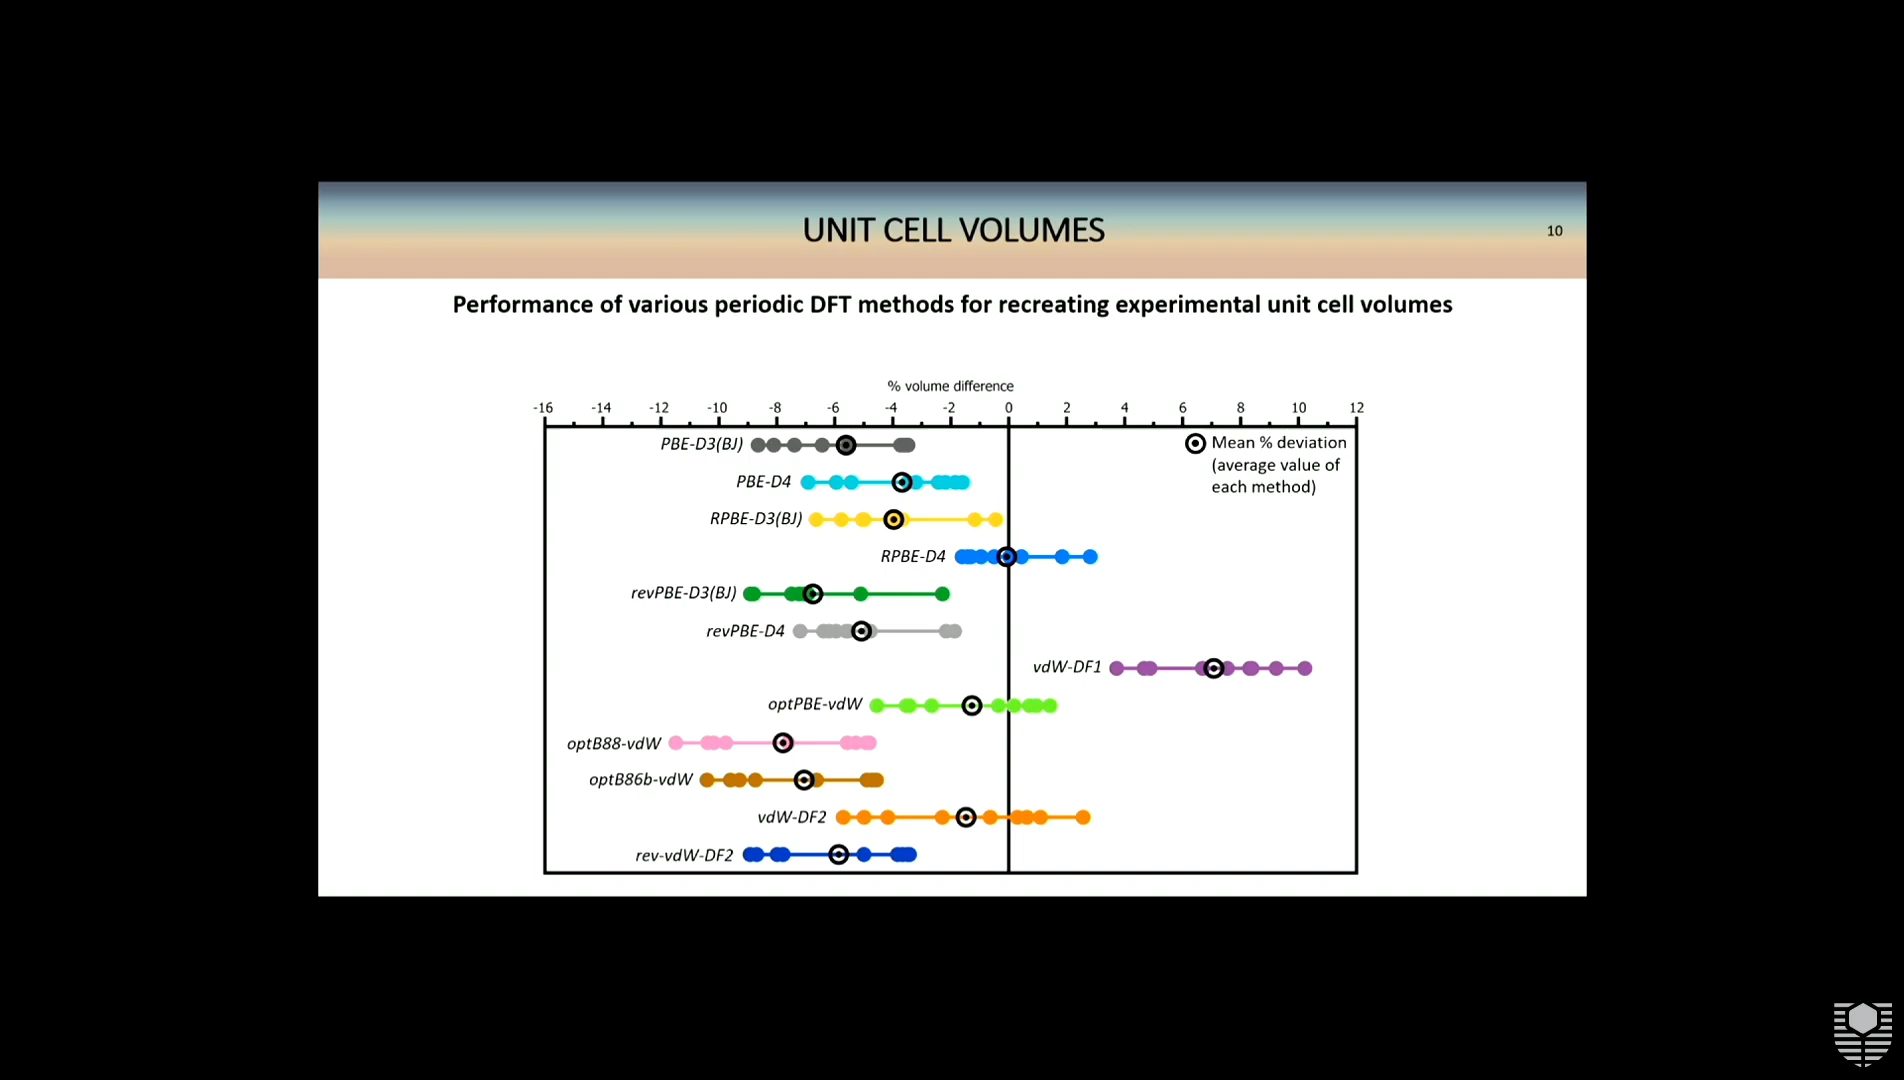 UNIT CELL VOLUMES
10
Performance of various periodic DFT methods for recreating experimental unit cell volumes
% volume difference
-16 -14 -12 -10 -8 -6 -4 -2 0 2 4 6 8 10 12
PBE-D3(BJ)
Mean % deviation
(average value of
each method)
PBE-D4
RPBE-D3(BJ)
RPBE-D4
revPBE-D3(BJ)
revPBE-D4
vdW-DF1
optPBE-vdW
optB88-vdW
optB86b-vdW
vdW-DF2
rev-vdW-DF2